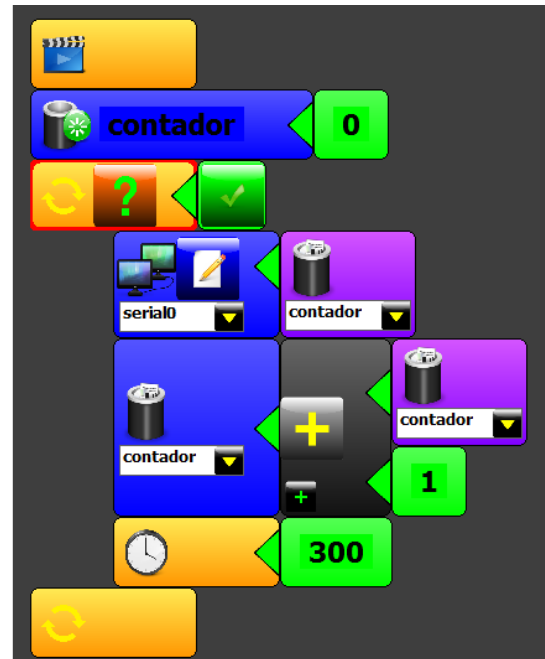 contador 0
?
serial0 contador
contador + contador
+ 1
300